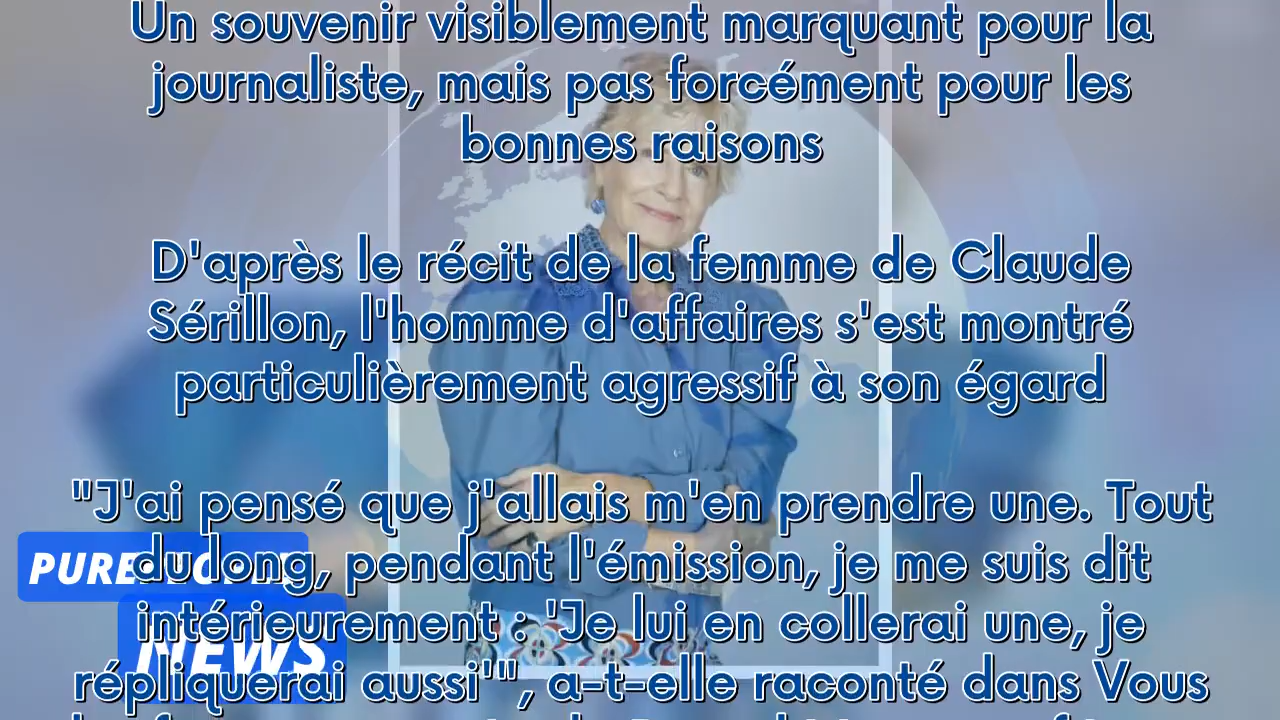 Un souvenir visiblement marquant pour la
journaliste, mais pas forcément pour les
bonnes raisons
D'après le récit de la femme de Claude
Sérillon, l'homme d'affaires s'est montré
particulièrement agressif à son égard
"J'ai pensé que j'allais m'en prendre une. Tout
dudong, pendant l'émission, je me suis dit
intérieurement : 'Je lui en collerai une, je
répliquerai aussi'", a-t-elle raconté dans Vous
PURE
NEWS